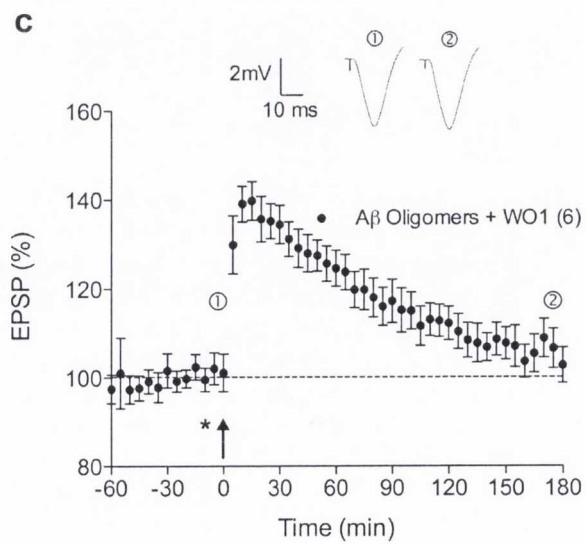 C
① ②
2mV
10 ms
160
140
120
100
80
EPSP (%)
● Aβ Oligomers + WO1 (6)
① ②
*
-60 -30 0 30 60 90 120 150 180
Time (min)